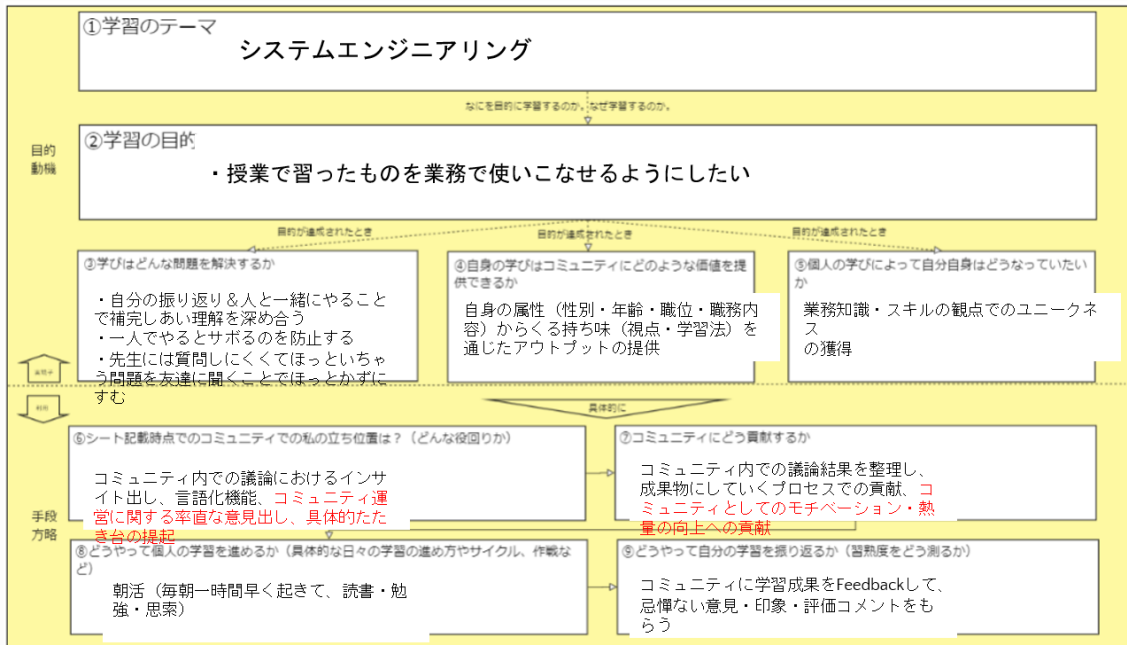 ①学習のテーマ
システムエンジニアリング
なにを目的に学習するのか。なぜ学習するのか。
目的
動機
②学習の目的
・授業で習ったものを業務で使いこなせるようにしたい
目的が達成されたとき
目的が達成されたとき
目的が達成されたとき
③学びはどんな問題を解決するか
・自分の振り返り＆人と一緒にやること
で補完しあい理解を深め合う
・一人でやるとサボるのを防止する
・先生には質問しにくくてほっといちゃ
う問題を友達に聞くことでほっとかずに
すむ
④自身の学びはコミュニティにどのような価値を提
供できるか
自身の属性（性別・年齢・職位・職務内
容）からくる持ち味（視点・学習法）を
通じたアウトプットの提供
⑤個人の学びによって自分自身はどうなっていたい
か
業務知識・スキルの観点でのユニークネ
ス
の獲得
具体的に
手段
方略
⑥シート記載時点でのコミュニティでの私の立ち位置は？（どんな役回りか）
コミュニティ内での議論におけるインサ
イト出し、言語化機能、コミュニティ運
営に関する率直な意見出し、具体的たた
き台の提起
⑦コミュニティにどう貢献するか
コミュニティ内での議論結果を整理し、
成果物にしていくプロセスでの貢献、コ
ミュニティとしてのモチベーション・熱
量の向上への貢献
⑧どうやって個人の学習を進めるか（具体的な日々の学習の進め方やサイクル、作戦な
ど）
朝活（毎朝一時間早く起きて、読書・勉
強・思索）
⑨どうやって自分の学習を振り返るか（習熟度をどう測るか）
コミュニティに学習成果をFeedbackして、
忌憚ない意見・印象・評価コメントをも
らう